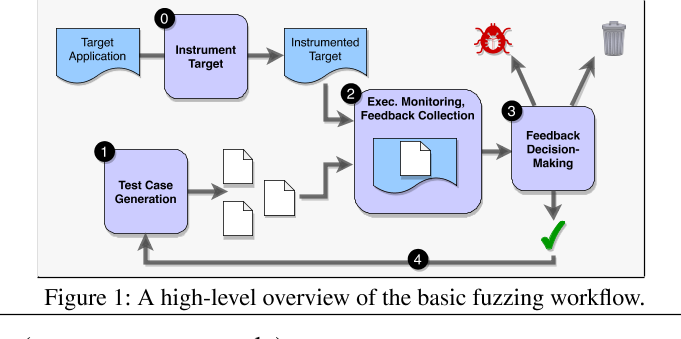 0
Target
Application
Instrument
Target
Instrumented
Target
1
Test Case
Generation
2
Exec. Monitoring,
Feedback Collection
3
Feedback
Decision-
Making
4
Figure 1: A high-level overview of the basic fuzzing workflow.